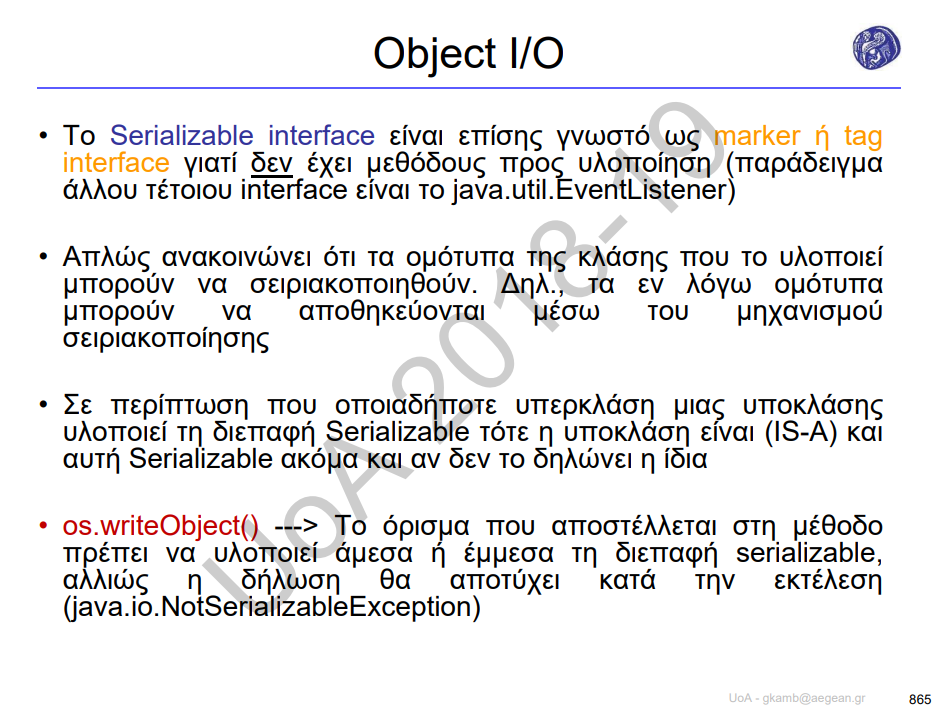 Object I/O
• Το Serializable interface είναι επίσης γνωστό ως marker ή tag
interface γιατί δεν έχει μεθόδους προς υλοποίηση (παράδειγμα
άλλου τέτοιου interface είναι το java.util.EventListener)
• Απλώς ανακοινώνει ότι τα ομότυπα της κλάσης που το υλοποιεί
μπορούν να σειριακοποιηθούν. Δηλ., τα εν λόγω ομότυπα
μπορούν να αποθηκεύονται μέσω του μηχανισμού
σειριακοποίησης
• Σε περίπτωση που οποιαδήποτε υπερκλάση μιας υποκλάσης
υλοποιεί τη διεπαφή Serializable τότε η υποκλάση είναι (IS-A) και
αυτή Serializable ακόμα και αν δεν το δηλώνει η ίδια
• os.writeObject() ---> Το όρισμα που αποστέλλεται στη μέθοδο
πρέπει να υλοποιεί άμεσα ή έμμεσα τη διεπαφή serializable,
αλλιώς η δήλωση θα αποτύχει κατά την εκτέλεση
(java.io.NotSerializableException)
UoA 2018-19
UoA - gkamb@aegean.gr
865